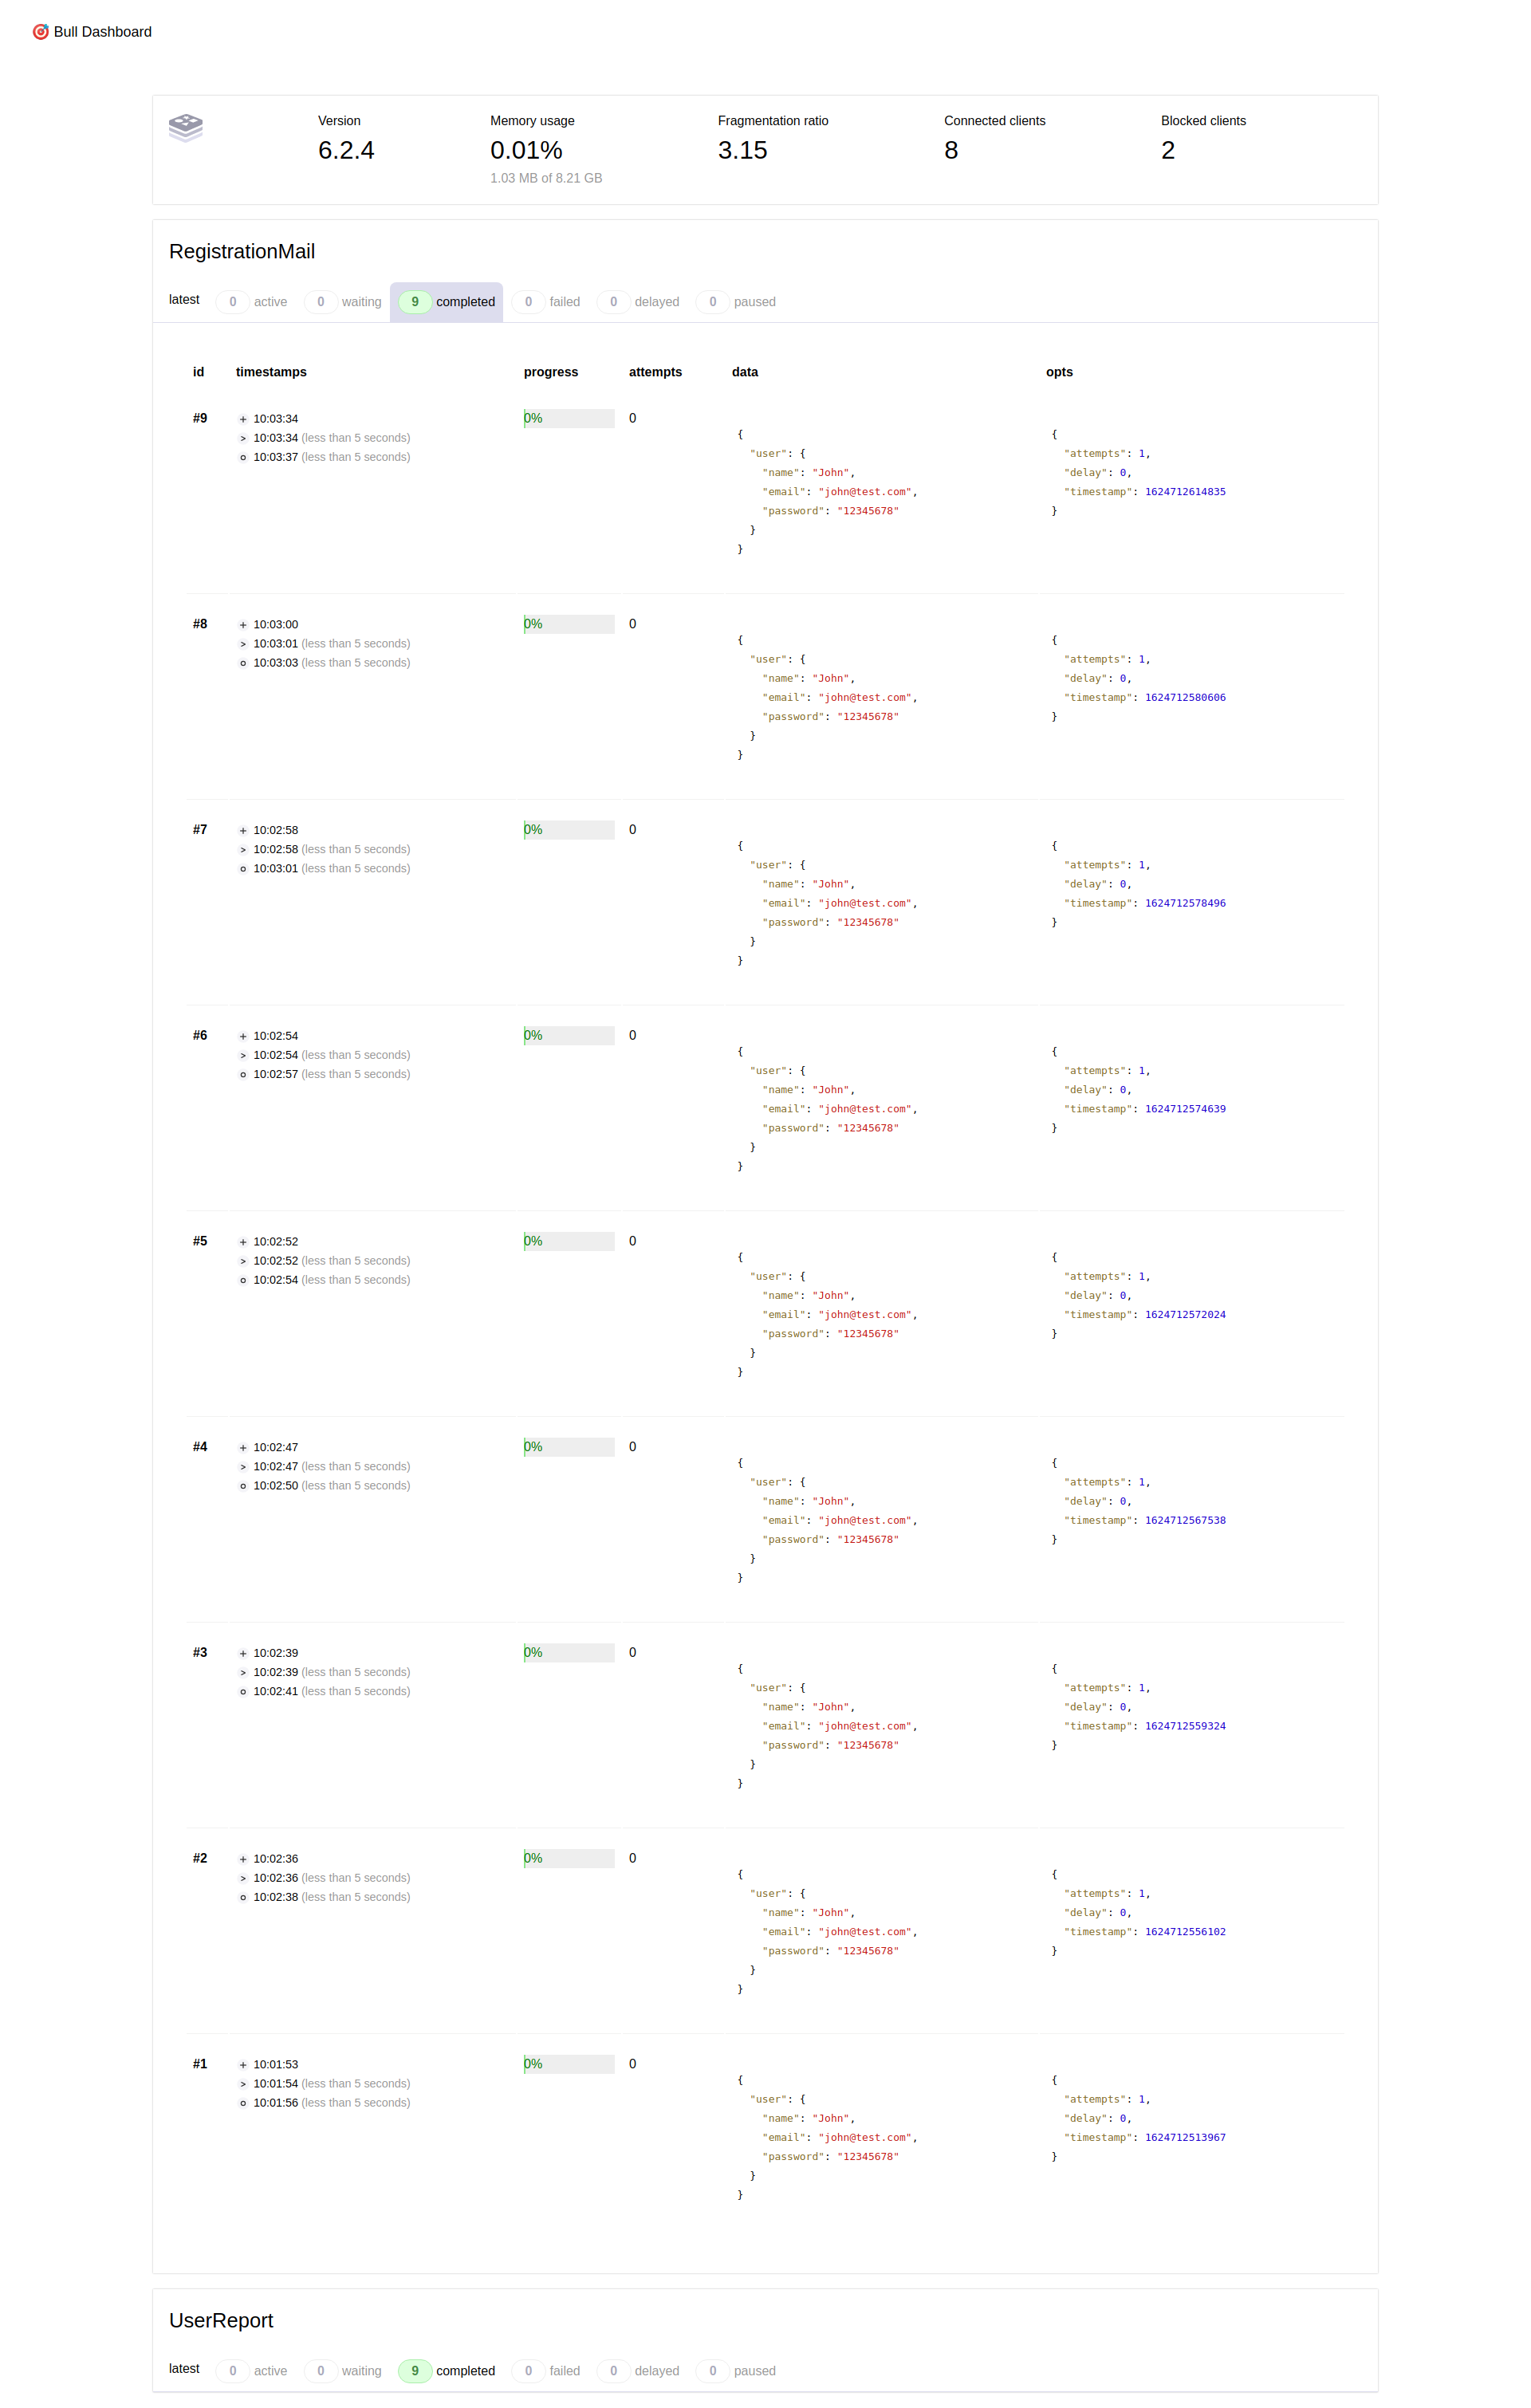 🎯 Bull Dashboard
Version Memory usage Fragmentation ratio Connected clients Blocked clients
6.2.4 0.01% 3.15 8 2
1.03 MB of 8.21 GB
RegistrationMail
latest 0 active 0 waiting 9 completed 0 failed 0 delayed 0 paused
id timestamps progress attempts data opts
#9 + 10:03:34 0% 0
{ {
> 10:03:34 (less than 5 seconds)
"user": { "attempts": 1,
o 10:03:37 (less than 5 seconds)
"name": "John", "delay": 0,
"email": "john@test.com", "timestamp": 1624712614835
"password": "12345678" }
}
}
#8 + 10:03:00 0% 0
{ {
> 10:03:01 (less than 5 seconds)
"user": { "attempts": 1,
o 10:03:03 (less than 5 seconds)
"name": "John", "delay": 0,
"email": "john@test.com", "timestamp": 1624712580606
"password": "12345678" }
}
}
#7 + 10:02:58 0% 0
{ {
> 10:02:58 (less than 5 seconds)
"user": { "attempts": 1,
o 10:03:01 (less than 5 seconds)
"name": "John", "delay": 0,
"email": "john@test.com", "timestamp": 1624712578496
"password": "12345678" }
}
}
#6 + 10:02:54 0% 0
{ {
> 10:02:54 (less than 5 seconds)
"user": { "attempts": 1,
o 10:02:57 (less than 5 seconds)
"name": "John", "delay": 0,
"email": "john@test.com", "timestamp": 1624712574639
"password": "12345678" }
}
}
#5 + 10:02:52 0% 0
{ {
> 10:02:52 (less than 5 seconds)
"user": { "attempts": 1,
o 10:02:54 (less than 5 seconds)
"name": "John", "delay": 0,
"email": "john@test.com", "timestamp": 1624712572024
"password": "12345678" }
}
}
#4 + 10:02:47 0% 0
{ {
> 10:02:47 (less than 5 seconds)
"user": { "attempts": 1,
o 10:02:50 (less than 5 seconds)
"name": "John", "delay": 0,
"email": "john@test.com", "timestamp": 1624712567538
"password": "12345678" }
}
}
#3 + 10:02:39 0% 0
{ {
> 10:02:39 (less than 5 seconds)
"user": { "attempts": 1,
o 10:02:41 (less than 5 seconds)
"name": "John", "delay": 0,
"email": "john@test.com", "timestamp": 1624712559324
"password": "12345678" }
}
}
#2 + 10:02:36 0% 0
{ {
> 10:02:36 (less than 5 seconds)
"user": { "attempts": 1,
o 10:02:38 (less than 5 seconds)
"name": "John", "delay": 0,
"email": "john@test.com", "timestamp": 1624712556102
"password": "12345678" }
}
}
#1 + 10:01:53 0% 0
{ {
> 10:01:54 (less than 5 seconds)
"user": { "attempts": 1,
o 10:01:56 (less than 5 seconds)
"name": "John", "delay": 0,
"email": "john@test.com", "timestamp": 1624712513967
"password": "12345678" }
}
}
UserReport
latest 0 active 0 waiting 9 completed 0 failed 0 delayed 0 paused